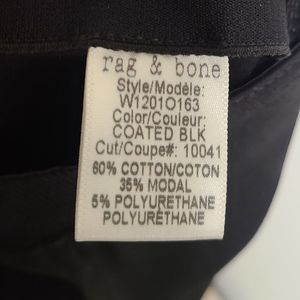 rag & bone
Style/Modèle:
W1201O163
Color/Couleur:
COATED BLK
Cut/Coupe#: 10041
60% COTTON/COTON
35% MODAL
5% POLYURETHANE
POLYURÉTHANE